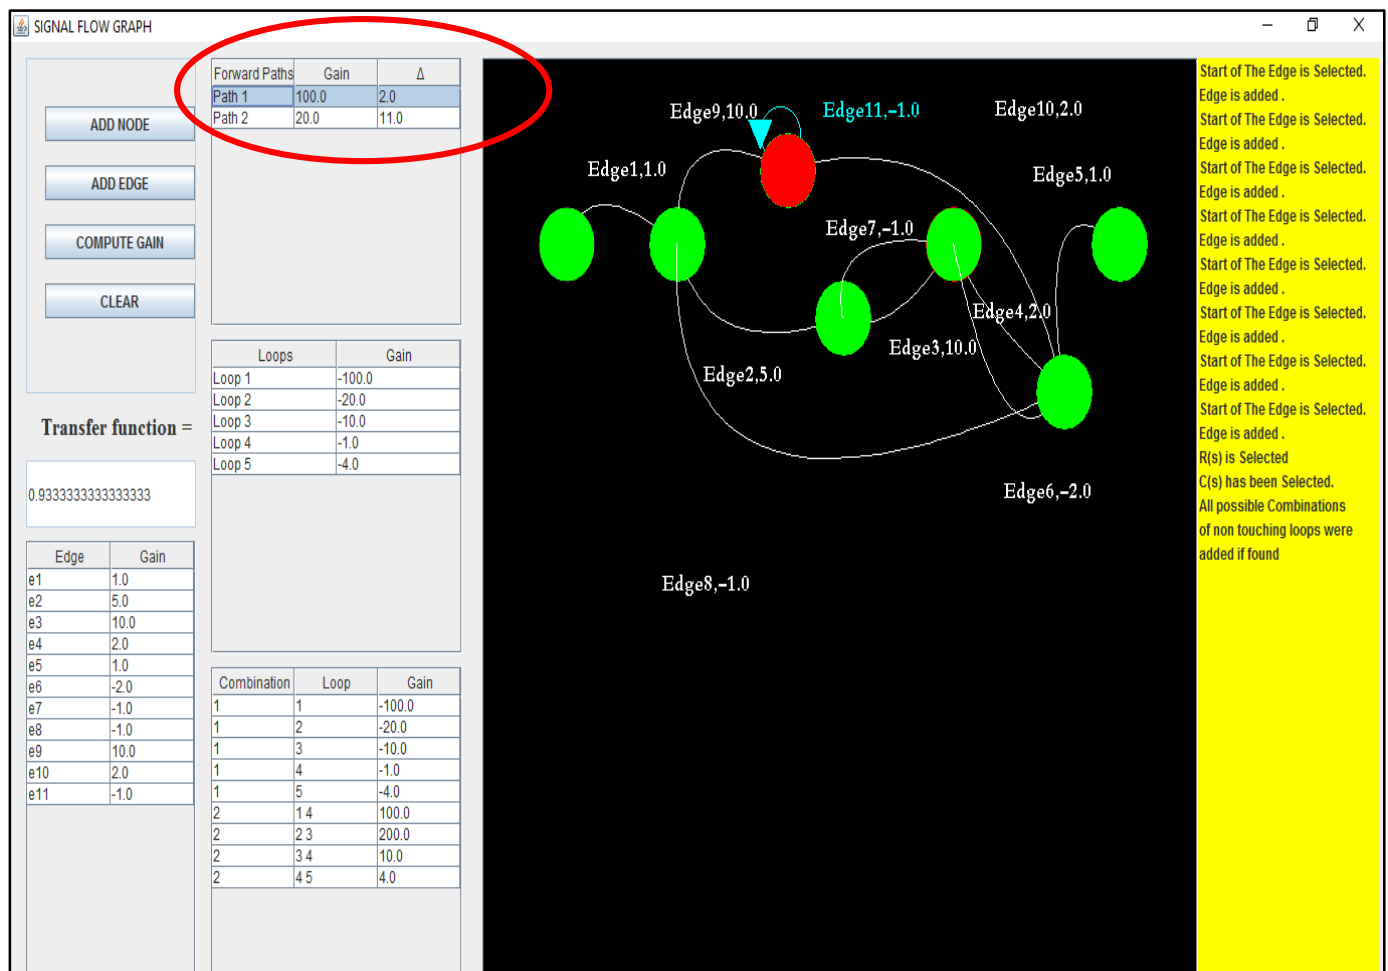 SIGNAL FLOW GRAPH
ADD NODE
ADD EDGE
COMPUTE GAIN
CLEAR
Transfer function =
0.9333333333333333
Edge Gain
e1 1.0
e2 5.0
e3 10.0
e4 2.0
e5 1.0
e6 -2.0
e7 -1.0
e8 -1.0
e9 10.0
e10 2.0
e11 -1.0
Forward Paths Gain Δ
Path 1 100.0 2.0
Path 2 20.0 11.0
Loops Gain
Loop 1 -100.0
Loop 2 -20.0
Loop 3 -10.0
Loop 4 -1.0
Loop 5 -4.0
Combination Loop Gain
1 1 -100.0
1 2 -20.0
1 3 -10.0
1 4 -1.0
1 5 -4.0
2 1 4 100.0
2 2 3 200.0
2 3 4 10.0
2 4 5 4.0
Edge9,10.0
Edge11,-1.0
Edge10,2.0
Edge1,1.0
Edge5,1.0
Edge7,-1.0
Edge4,2.0
Edge3,10.0
Edge2,5.0
Edge6,-2.0
Edge8,-1.0
Start of The Edge is Selected.
Edge is added .
Start of The Edge is Selected.
Edge is added .
Start of The Edge is Selected.
Edge is added .
Start of The Edge is Selected.
Edge is added .
Start of The Edge is Selected.
Edge is added .
Start of The Edge is Selected.
Edge is added .
Start of The Edge is Selected.
Edge is added .
Start of The Edge is Selected.
Edge is added .
R(s) is Selected
C(s) has been Selected.
All possible Combinations
of non touching loops were
added if found